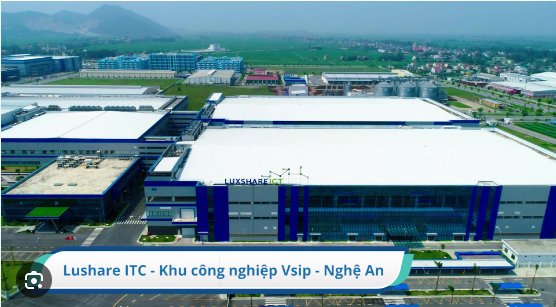 LUXSHARE ICT
Lushare ITC - Khu công nghiệp Vsip - Nghệ An